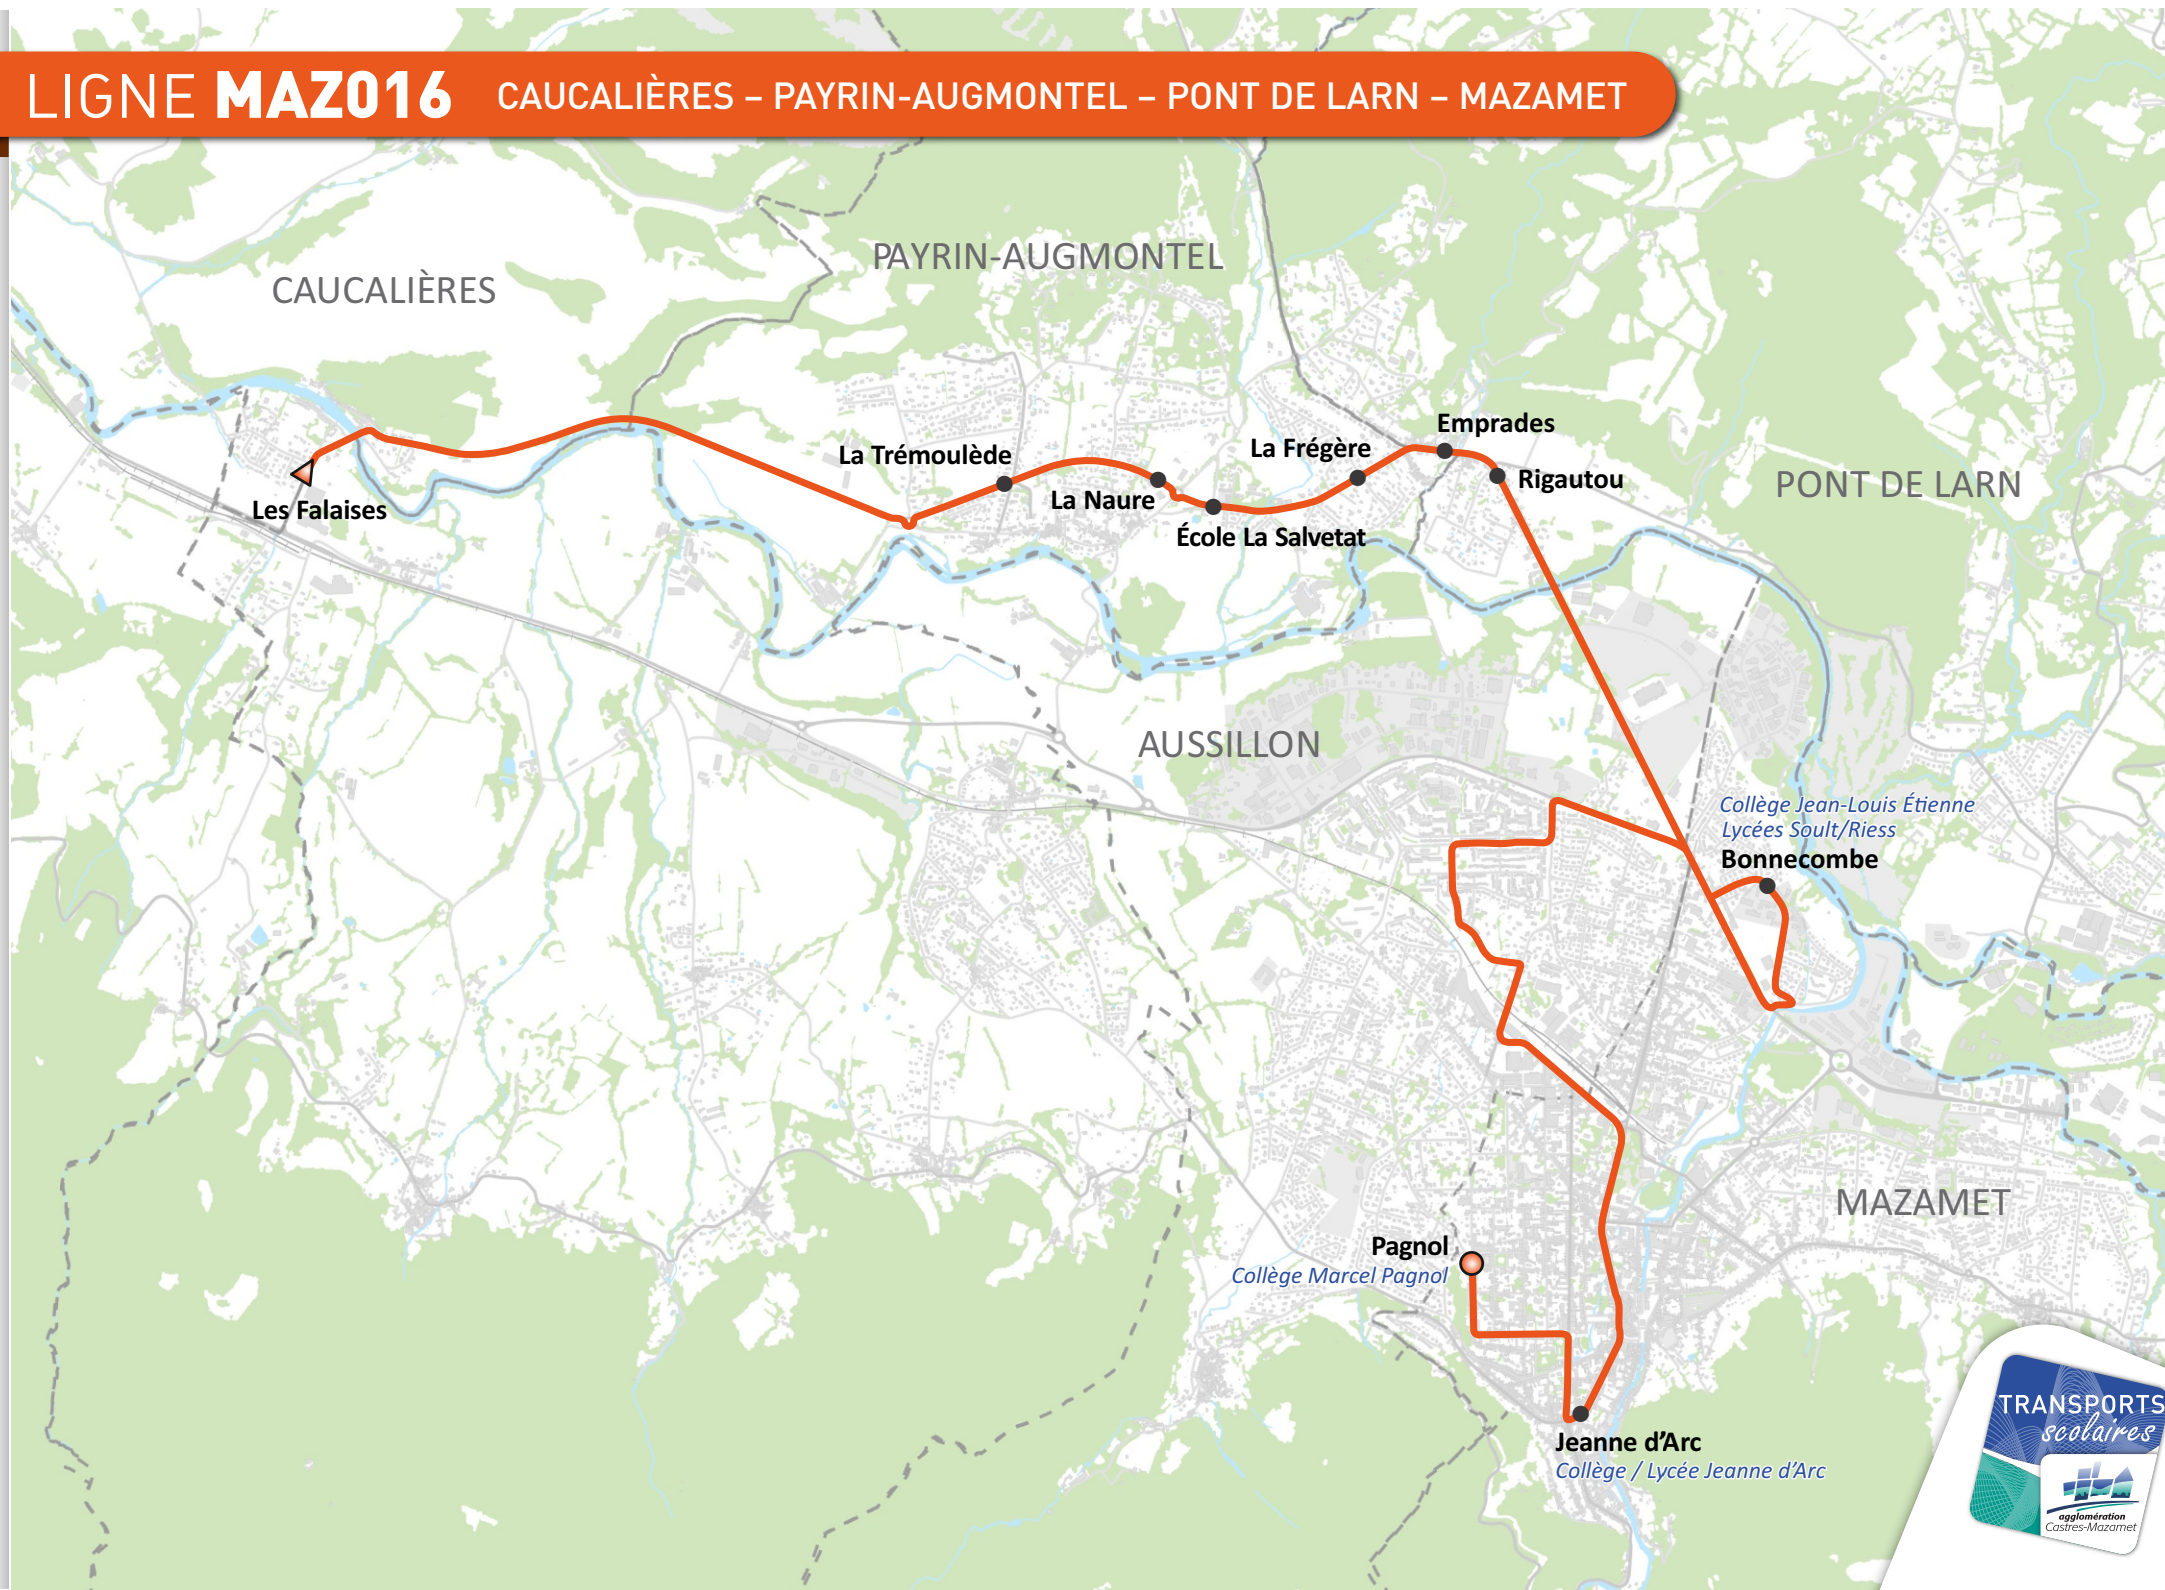 LIGNE MAZ016 CAUCALIÈRES – PAYRIN-AUGMONTEL – PONT DE LARN – MAZAMET
PAYRIN-AUGMONTEL
CAUCALIÈRES
Emprades
La Frégère
La Trémoulède
Rigautou
PONT DE LARN
La Naure
Les Falaises
École La Salvetat
AUSSILLON
Collège Jean-Louis Étienne
Lycées Soult/Riess
Bonnecombe
MAZAMET
Pagnol
Collège Marcel Pagnol
Jeanne d’Arc
Collège / Lycée Jeanne d’Arc
TRANSPORTS
scolaires
agglomération
Castres-Mazamet